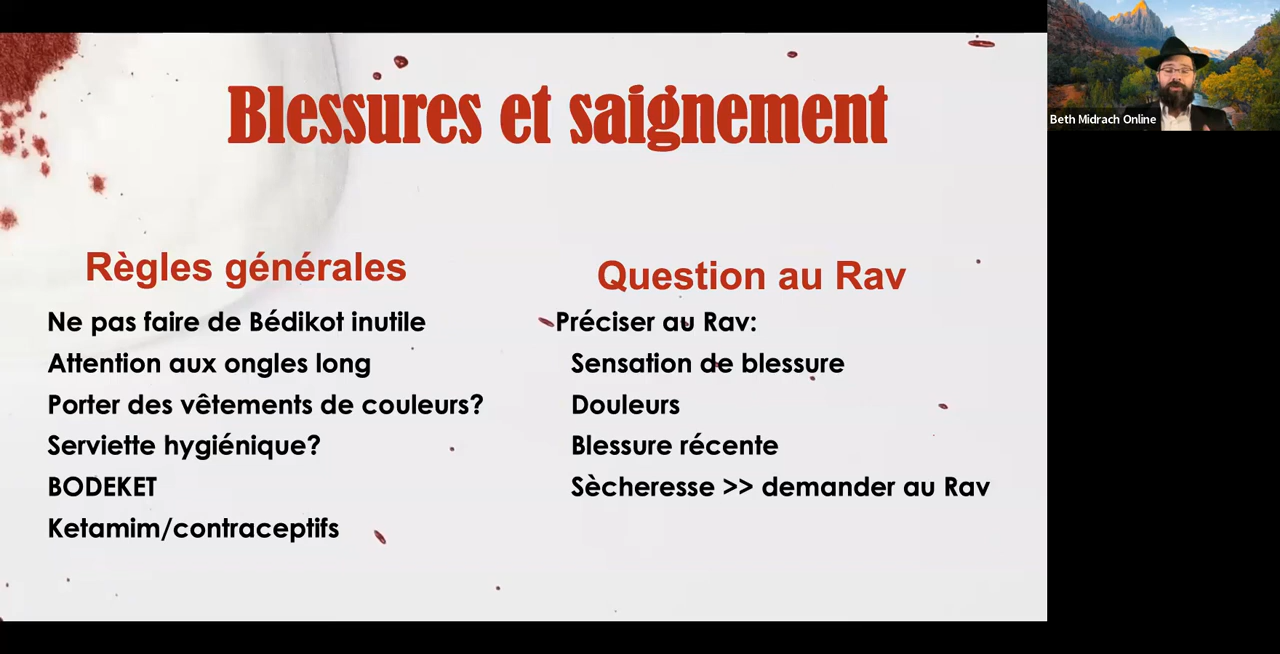 Blessures et saignement
Règles générales
Ne pas faire de Bédikot inutile
Attention aux ongles long
Porter des vêtements de couleurs?
Serviette hygiénique?
BODEKET
Ketamim/contraceptifs
Question au Rav
Préciser au Rav:
Sensation de blessure
Douleurs
Blessure récente
Sècheresse >> demander au Rav
Beth Midrach Online